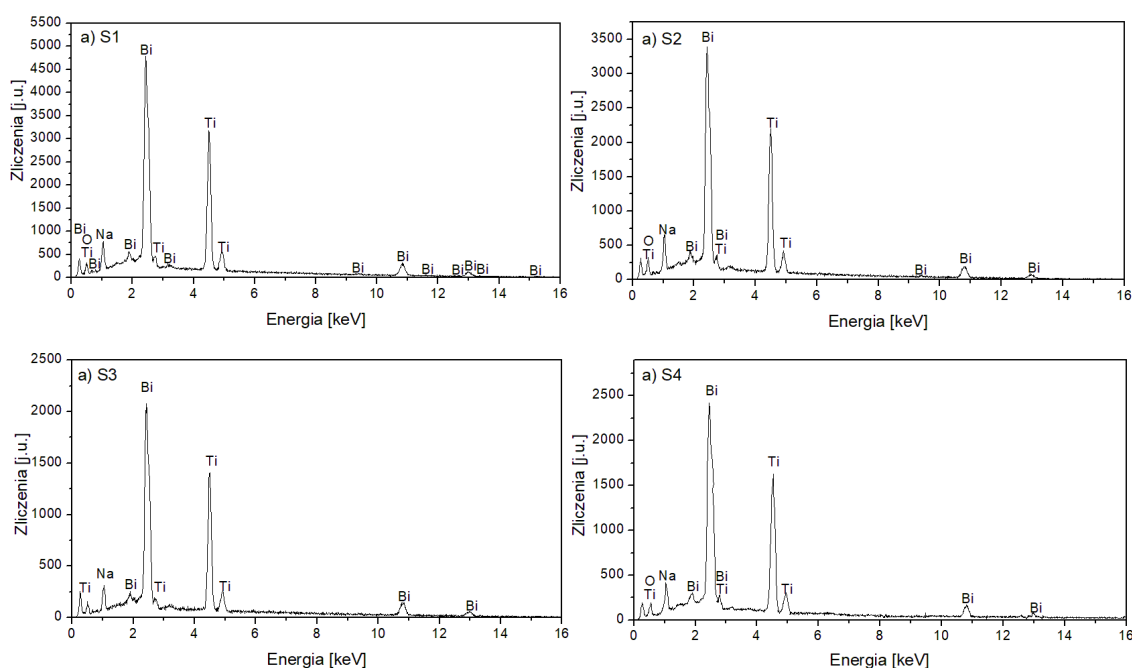 a) S1
Bi
Ti
Bi
O
Ti
Bi
Na
Bi
Ti
Bi
Ti
Bi
Bi
Bi
Bi
Bi
Bi
Bi
5500
5000
4500
4000
3500
3000
2500
2000
1500
1000
500
0
0 2 4 6 8 10 12 14 16
Zliczenia [j.u.]
Energia [keV]
a) S2
Bi
Ti
O
Ti
Na
Bi
Bi
Ti
Ti
Bi
Bi
Bi
3500
3000
2500
2000
1500
1000
500
0
0 2 4 6 8 10 12 14 16
Zliczenia [j.u.]
Energia [keV]
a) S3
Bi
Ti
Ti
Na
Bi
Ti
Ti
Bi
Bi
2500
2000
1500
1000
500
0
0 2 4 6 8 10 12 14 16
Zliczenia [j.u.]
Energia [keV]
a) S4
Bi
Ti
O
Ti
Na
Bi
Bi
Ti
Ti
Bi
Bi
2500
2000
1500
1000
500
0
0 2 4 6 8 10 12 14 16
Zliczenia [j.u.]
Energia [keV]